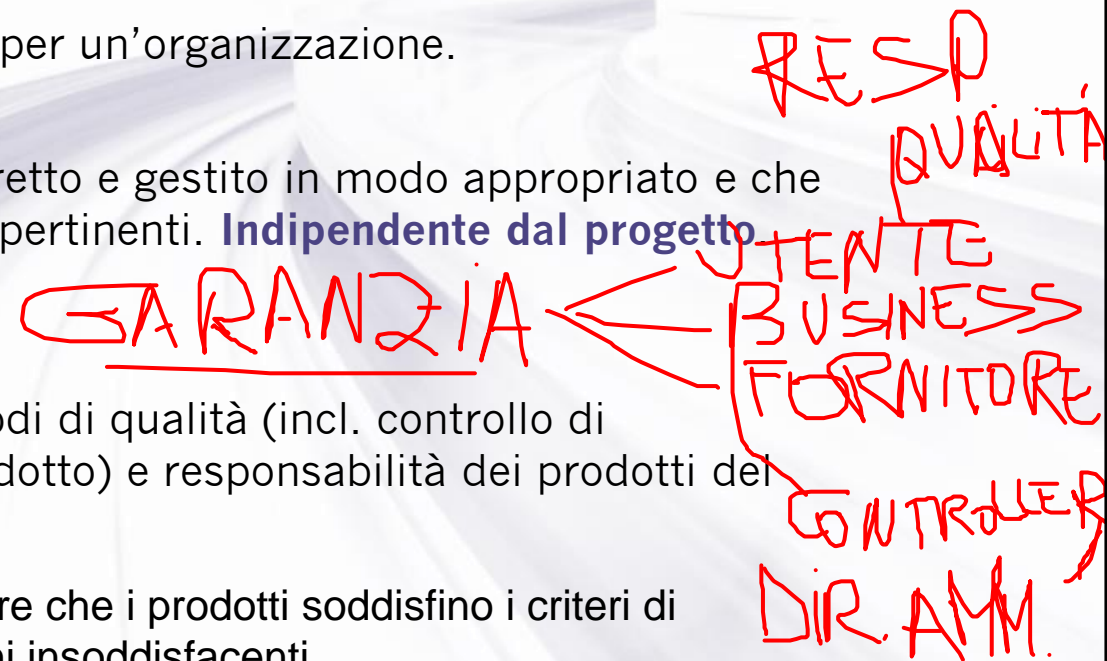 per un’organizzazione.
RESP
QUALITÀ
retto e gestito in modo appropriato e che
pertinenti. Indipendente dal progetto.
UTENTE
GARANZIA
BUSINESS
FORNITORE
odi di qualità (incl. controllo di
dotto) e responsabilità dei prodotti del
CONTROLLER
re che i prodotti soddisfino i criteri di
DIR. AMM.
insoddisfacenti